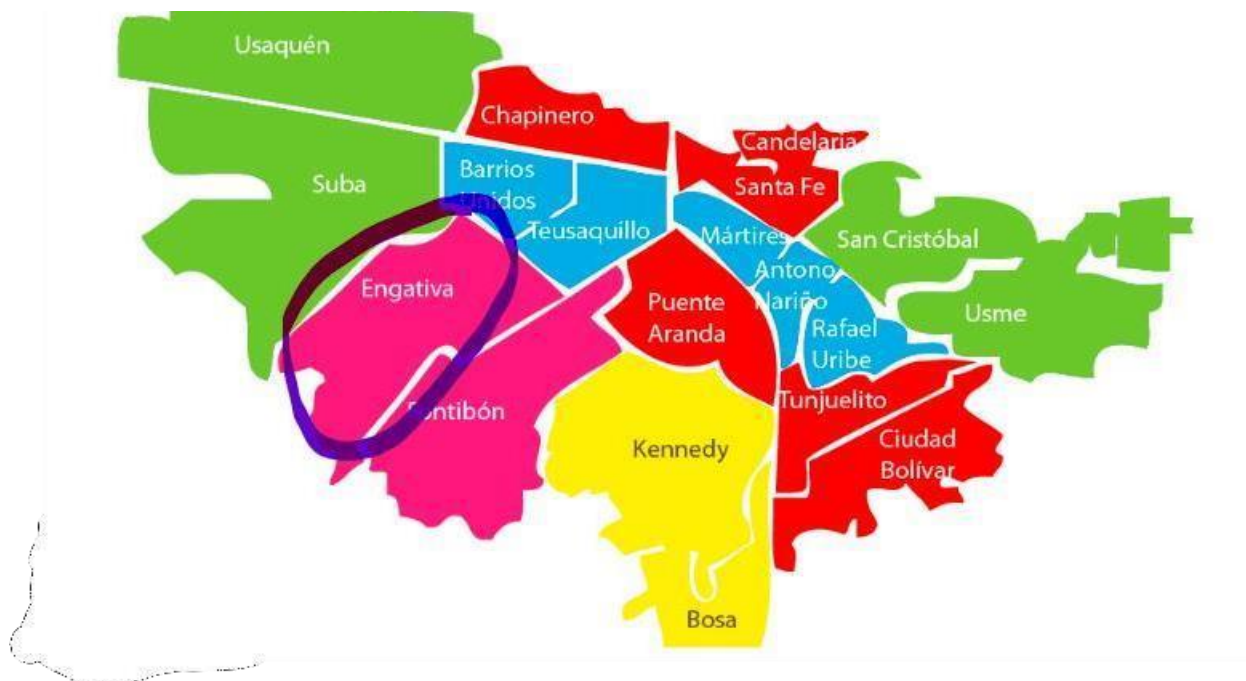 Usaquén
Chapinero
Candelaria
Suba
Barrios
Unidos
Santa Fe
Teusaquillo
Mártires
San Cristóbal
Engativa
Antono
Nariño
Puente
Aranda
Rafael
Uribe
Usme
Fontibón
Tunjuelito
Kennedy
Ciudad
Bolívar
Bosa